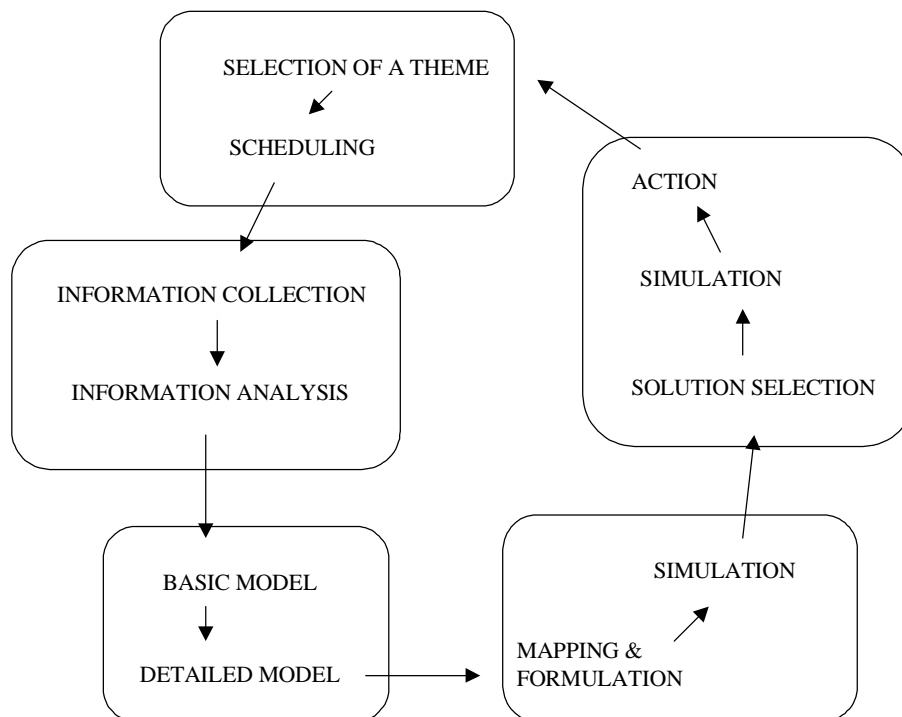 SELECTION OF A THEME
SCHEDULING
INFORMATION COLLECTION
INFORMATION ANALYSIS
BASIC MODEL
DETAILED MODEL
MAPPING &
FORMULATION
SIMULATION
SOLUTION SELECTION
SIMULATION
ACTION